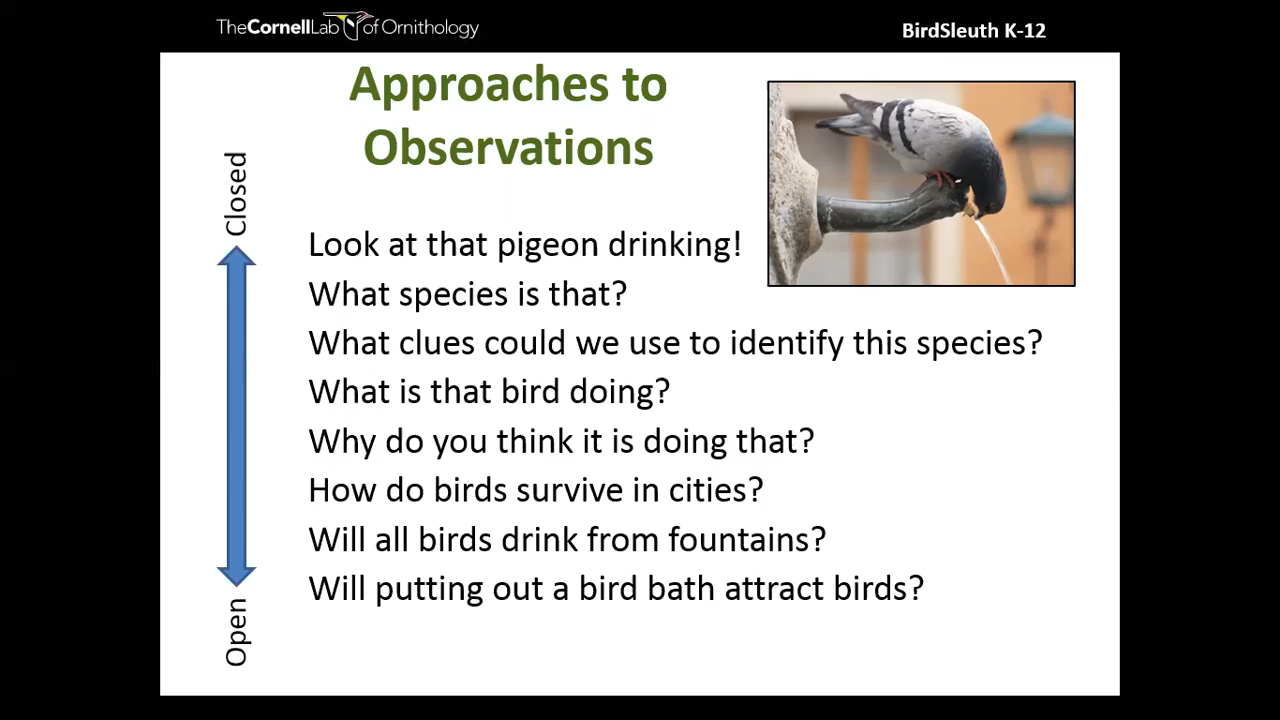 TheCornellLab of Ornithology
BirdSleuth K-12
Approaches to
Observations
Closed
Look at that pigeon drinking!
What species is that?
What clues could we use to identify this species?
What is that bird doing?
Why do you think it is doing that?
How do birds survive in cities?
Will all birds drink from fountains?
Will putting out a bird bath attract birds?
Open